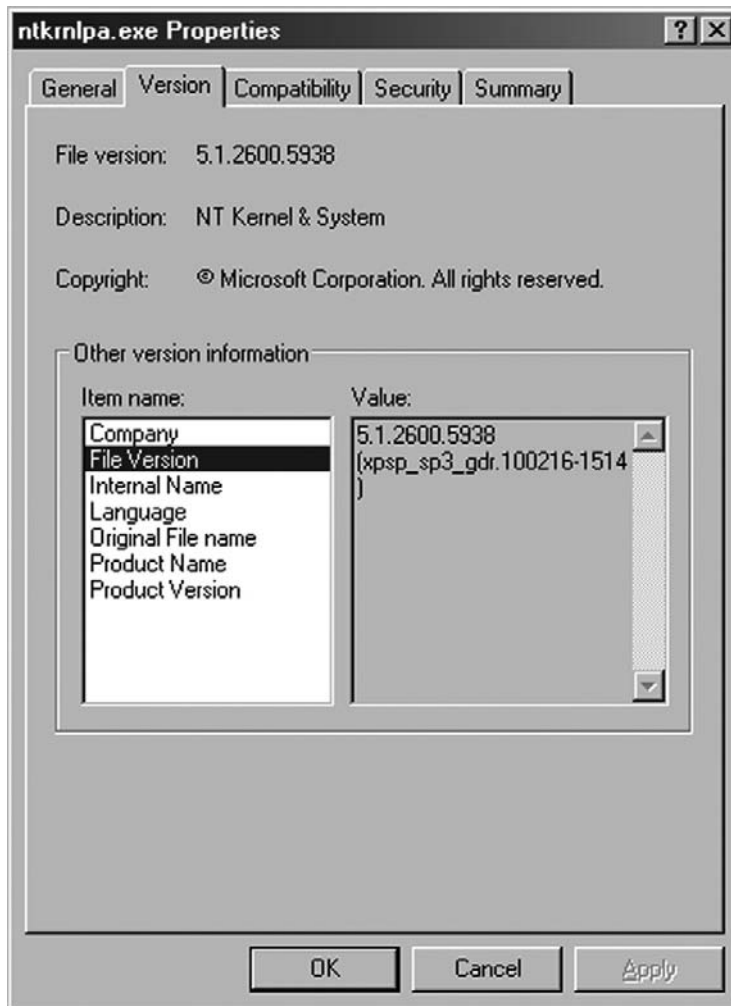 ntkrnlpa.exe Properties
General Version Compatibility Security Summary
File version: 5.1.2600.5938
Description: NT Kernel & System
Copyright: © Microsoft Corporation. All rights reserved.
Other version information
Item name: Value:
Company
File Version
Internal Name
Language
Original File name
Product Name
Product Version
5.1.2600.5938
(xpsp_sp3_gdr.100216-1514
)
OK Cancel Apply